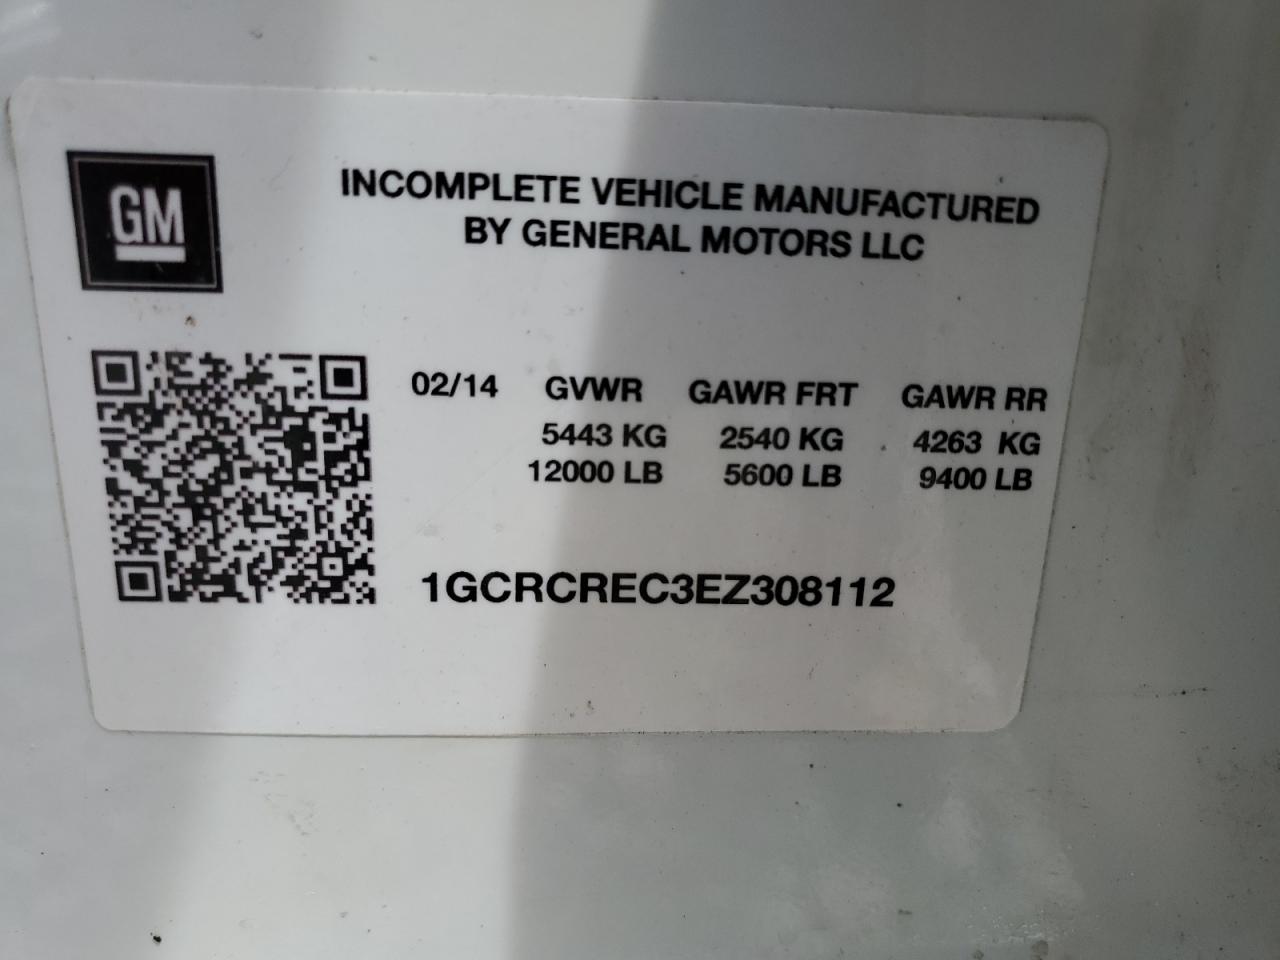 GM
INCOMPLETE VEHICLE MANUFACTURED
BY GENERAL MOTORS LLC
02/14 GVWR GAWR FRT GAWR RR
5443 KG 2540 KG 4263 KG
12000 LB 5600 LB 9400 LB
1GCRCREC3EZ308112